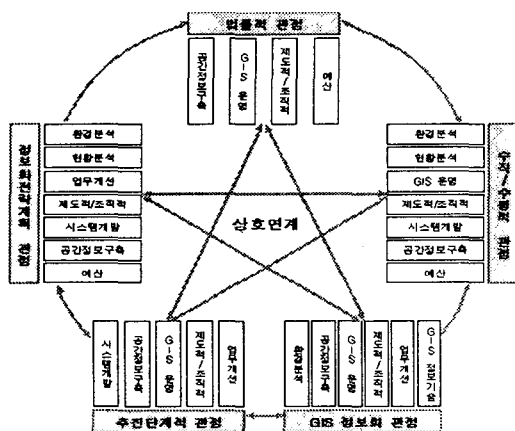 법률적 관점
공간정보구축
GIS 운영
제도적/조직적
예산
정보화전략계획 관점
환경분석
현황분석
업무개선
제도적/조직적
시스템개발
공간정보구축
예산
환경분석
현황분석
GIS 운영
제도적/조직적
시스템개발
공간정보구축
예산
수직/수평적 관점
상호연계
시스템개발
공간정보구축
GIS 운영
제도적/조직적
업무개선
추진단계적 관점
환경분석
공간정보구축
GIS 운영
제도적/조직적
업무개선
GIS 정보기술
GIS 정보화 관점